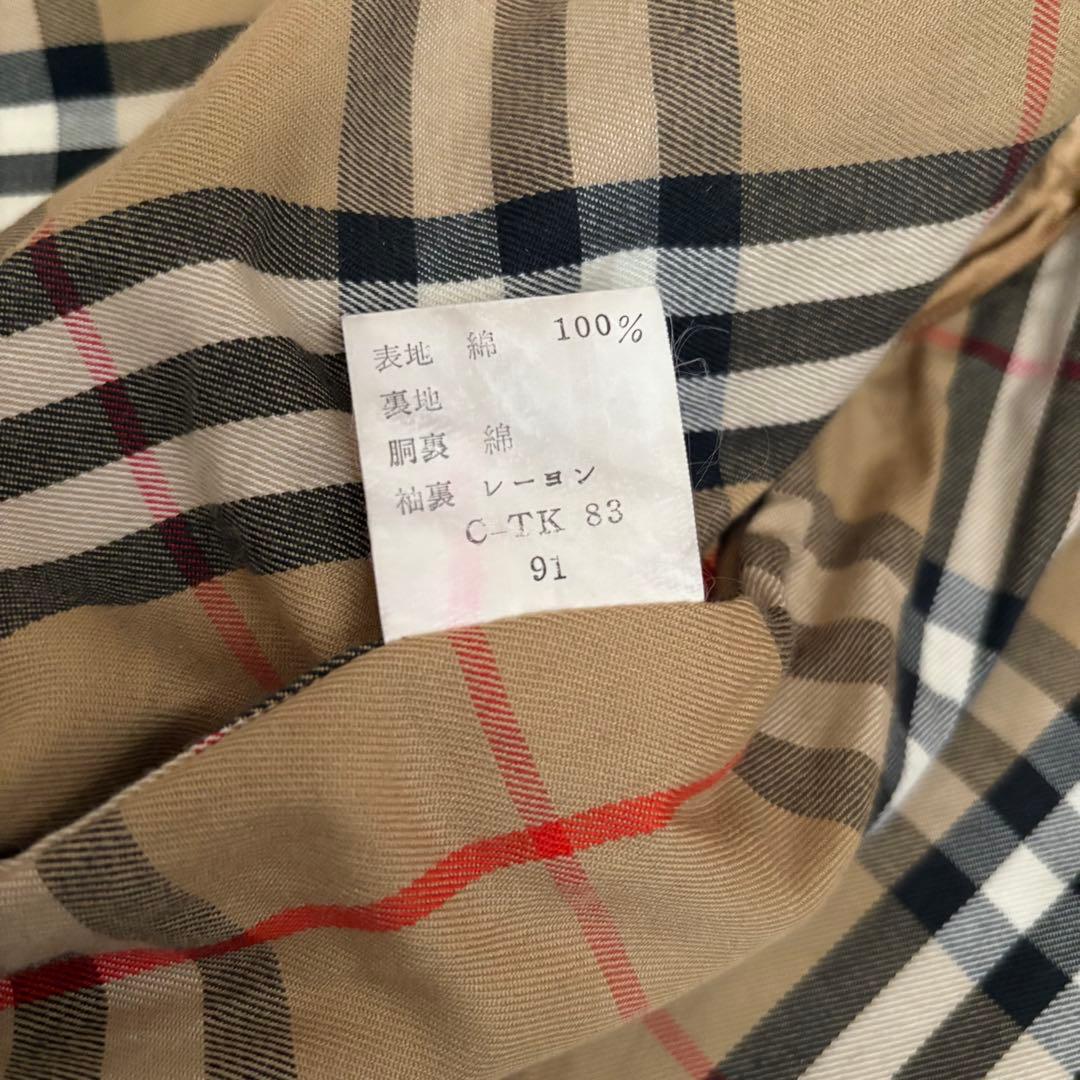 表地 綿 100%
裏地
胴裏 綿
袖裏 レーヨン
C-TK 83
91